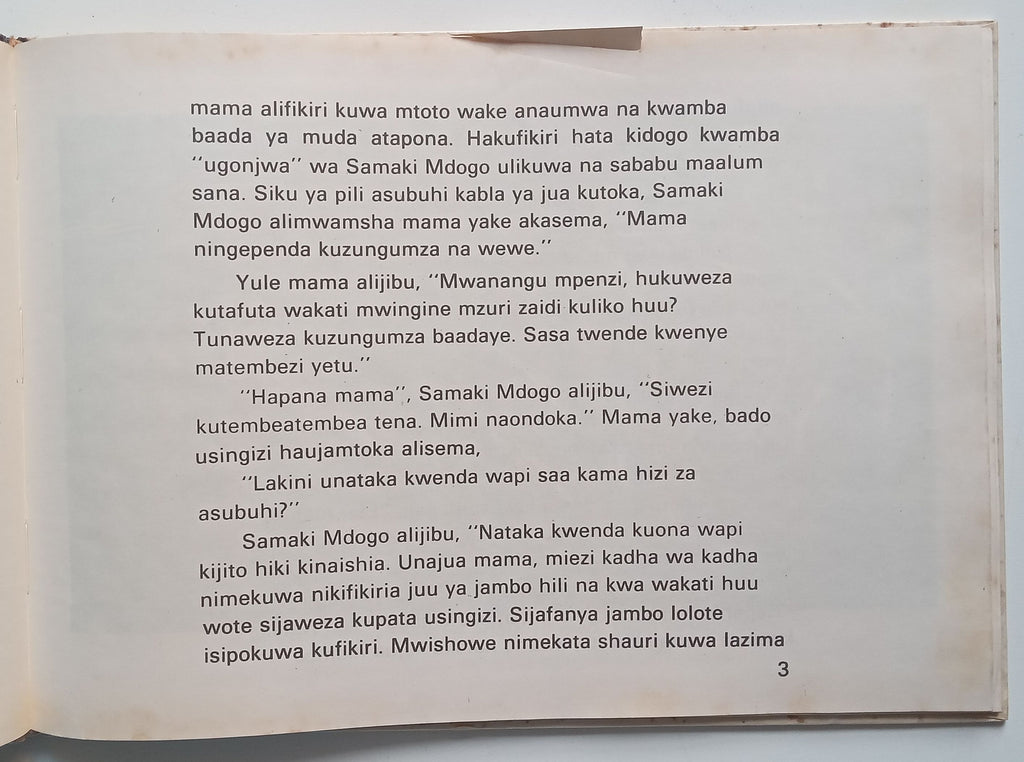 mama alifikiri kuwa mtoto wake anaumwa na kwamba
baada ya muda atapona. Hakufikiri hata kidogo kwamba
''ugonjwa'' wa Samaki Mdogo ulikuwa na sababu maalum
sana. Siku ya pili asubuhi kabla ya jua kutoka, Samaki
Mdogo alimwamsha mama yake akasema, ''Mama
ningependa kuzungumza na wewe.''
Yule mama alijibu, ''Mwanangu mpenzi, hukuweza
kutafuta wakati mwingine mzuri zaidi kuliko huu?
Tunaweza kuzungumza baadaye. Sasa twende kwenye
matembezi yetu.''
''Hapana mama'', Samaki Mdogo alijibu, ''Siwezi
kutembeatembea tena. Mimi naondoka.'' Mama yake, bado
usingizi haujamtoka alisema,
''Lakini unataka kwenda wapi saa kama hizi za
asubuhi?''
Samaki Mdogo alijibu, ''Nataka kwenda kuona wapi
kijito hiki kinaishia. Unajua mama, miezi kadha wa kadha
nimekuwa nikifikiria juu ya jambo hili na kwa wakati huu
wote sijaweza kupata usingizi. Sijafanya jambo lolote
isipokuwa kufikiri. Mwishowe nimekata shauri kuwa lazima
3